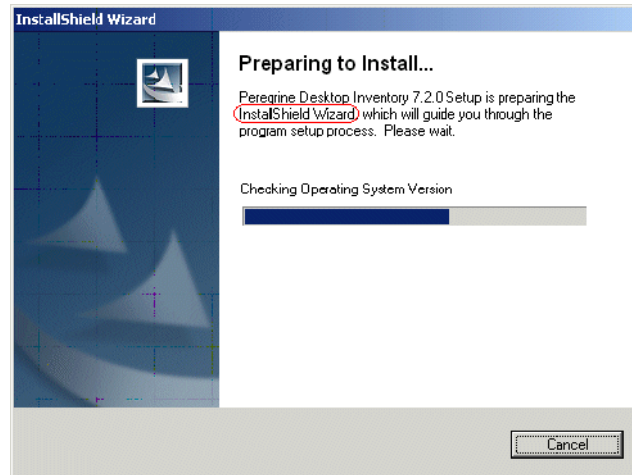 InstallShield Wizard
Preparing to Install...
Peregrine Desktop Inventory 7.2.0 Setup is preparing the
InstalShield Wizard, which will guide you through the
program setup process. Please wait.
Checking Operating System Version
Cancel